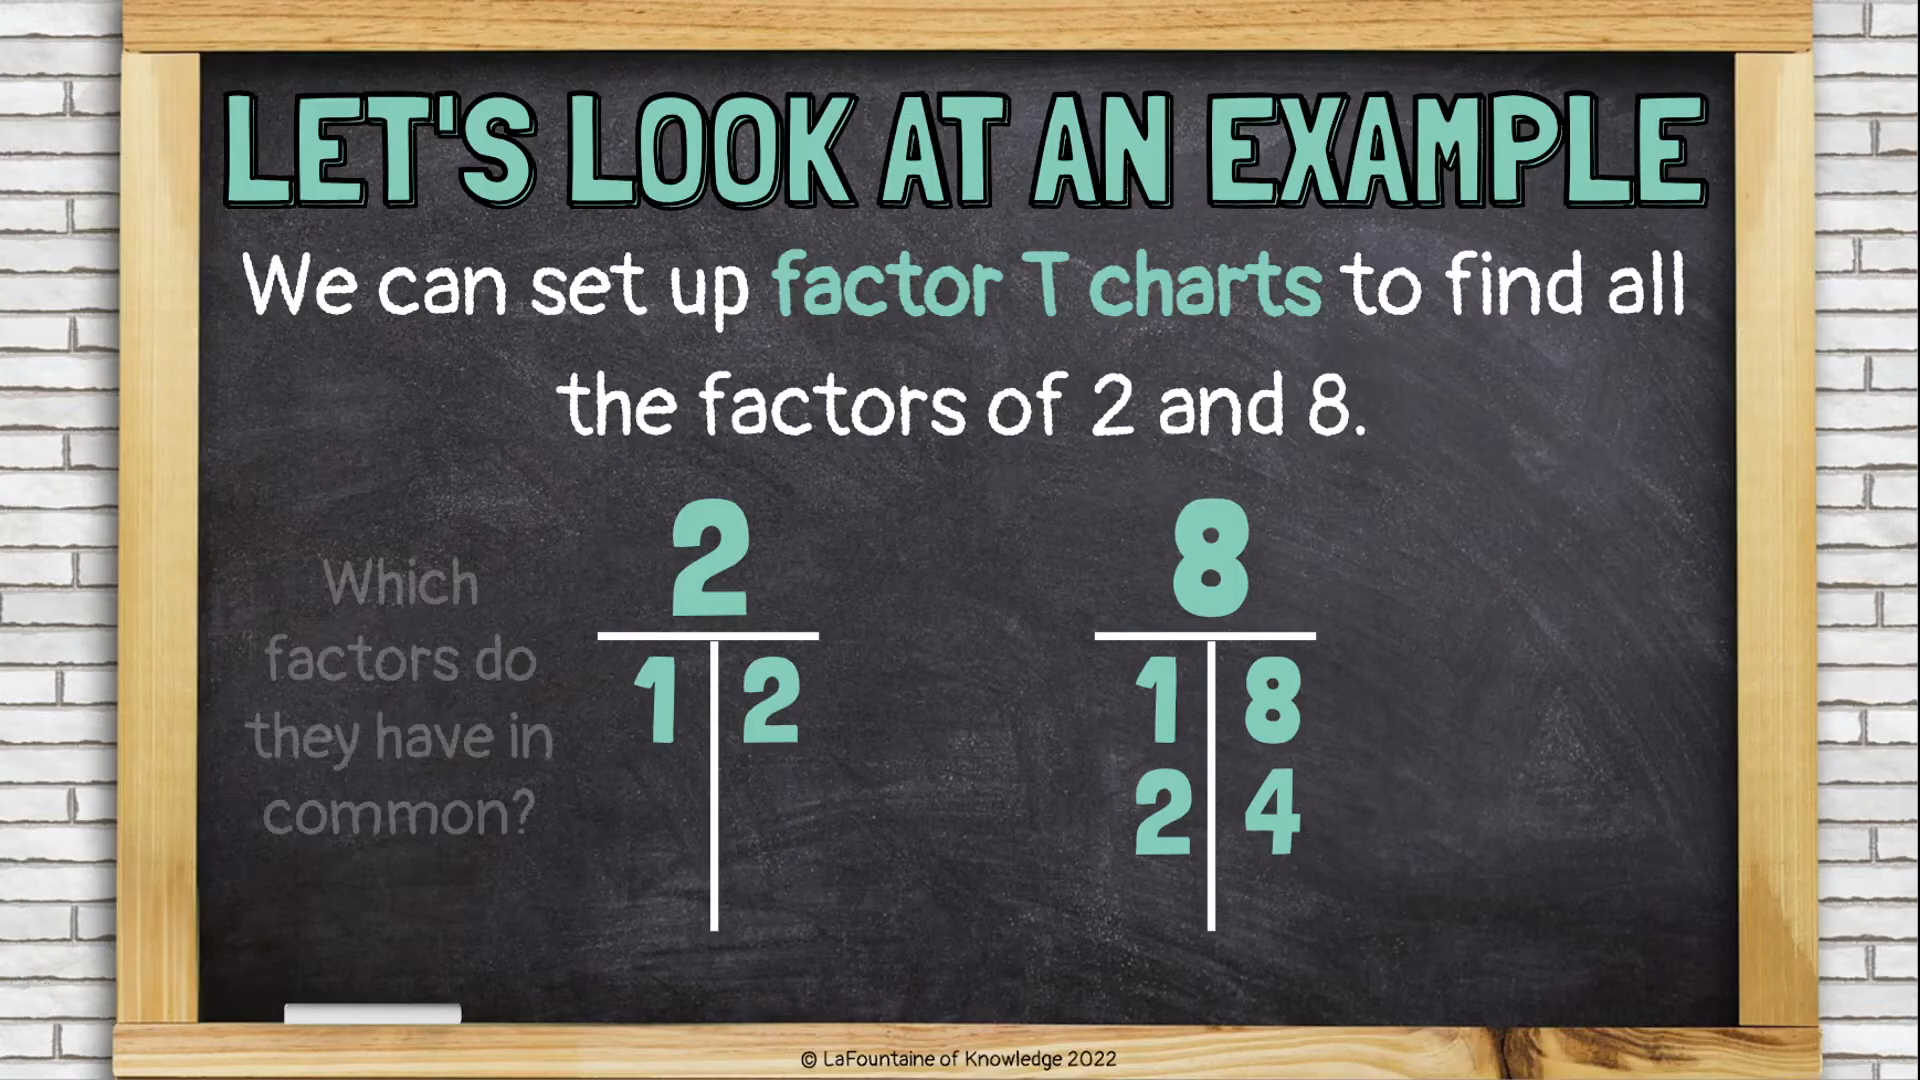 LET'S LOOK AT AN EXAMPLE
We can set up factor T charts to find all
the factors of 2 and 8.
Which
factors do
they have in
common?
2
1 2
8
1 8
2 4
© LaFountaine of Knowledge 2022